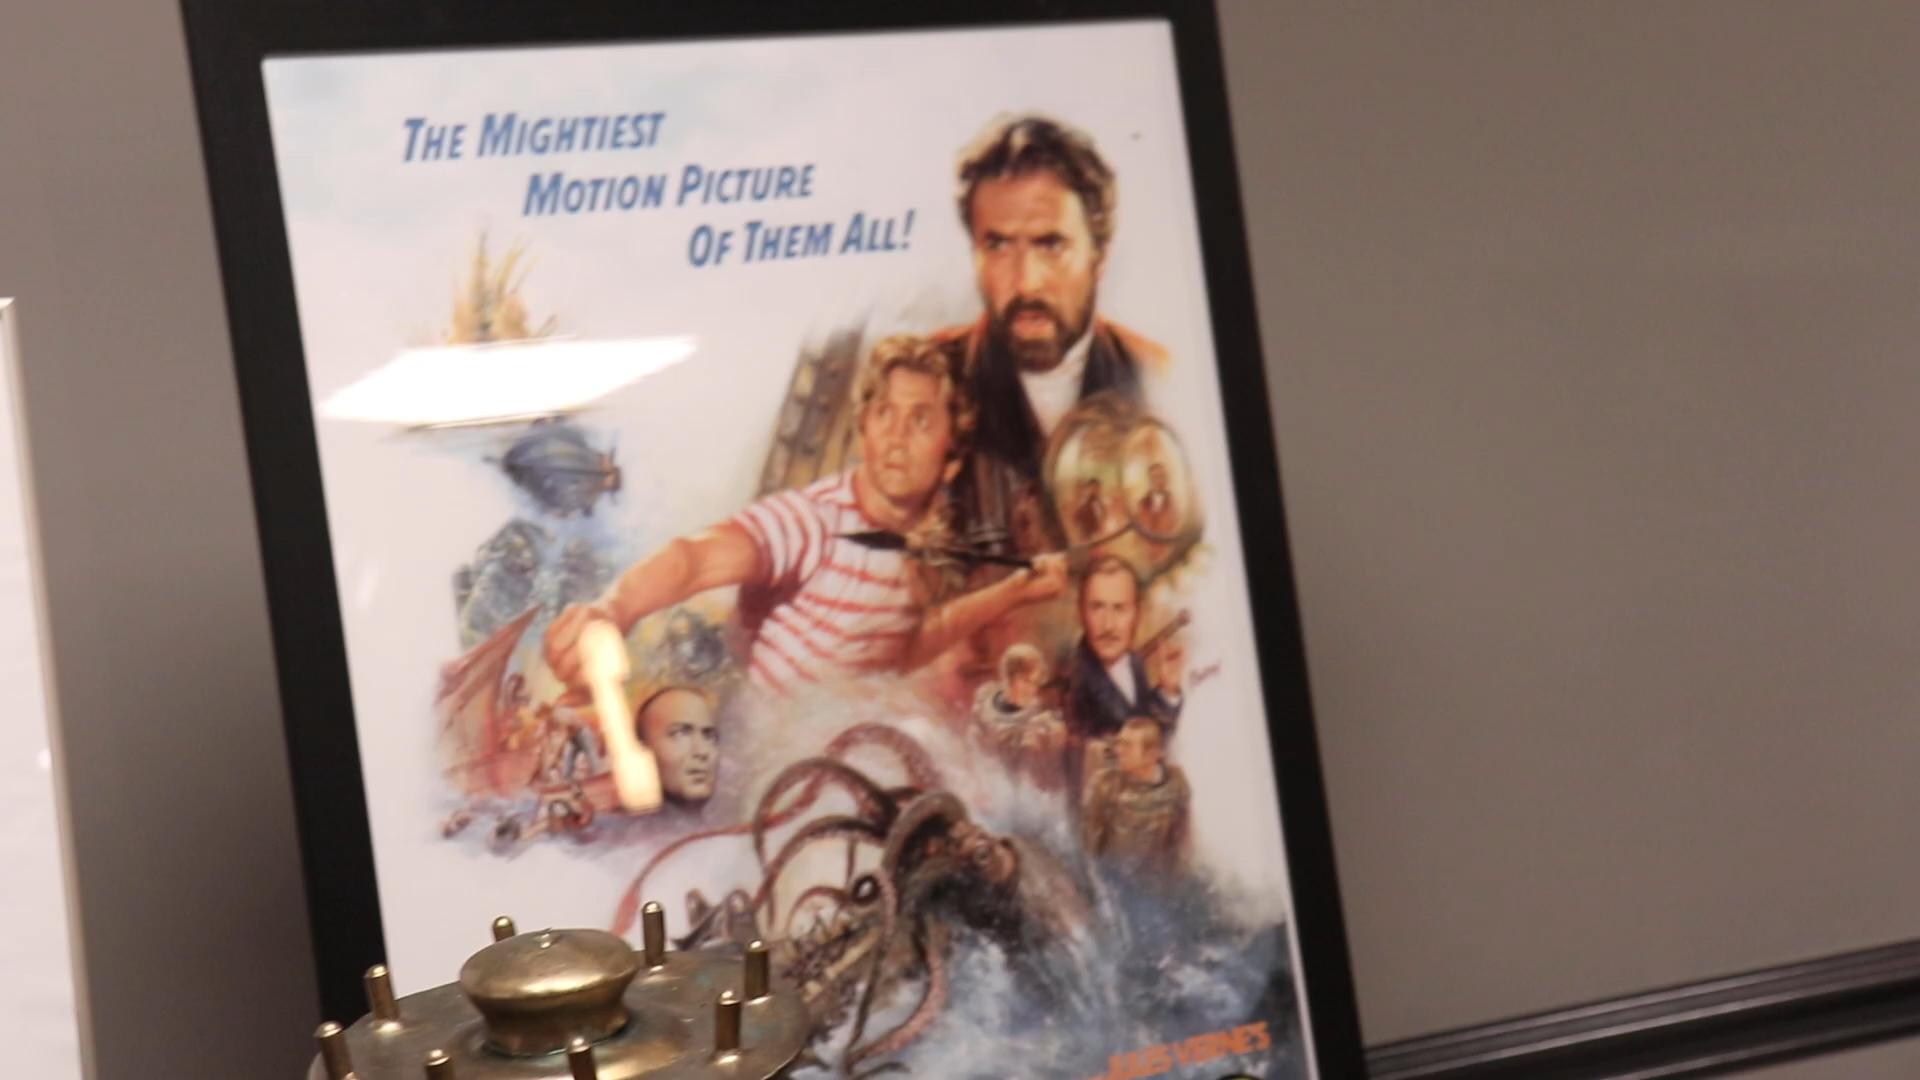 THE MIGHTIEST
MOTION PICTURE
OF THEM ALL!
JULES VERNE'S